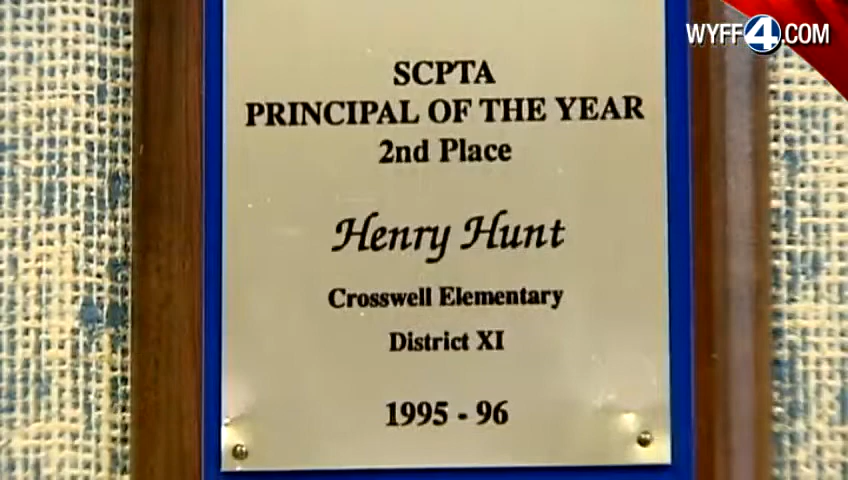 WYFF4.COM
SCPTA
PRINCIPAL OF THE YEAR
2nd Place
Henry Hunt
Crosswell Elementary
District XI
1995 - 96